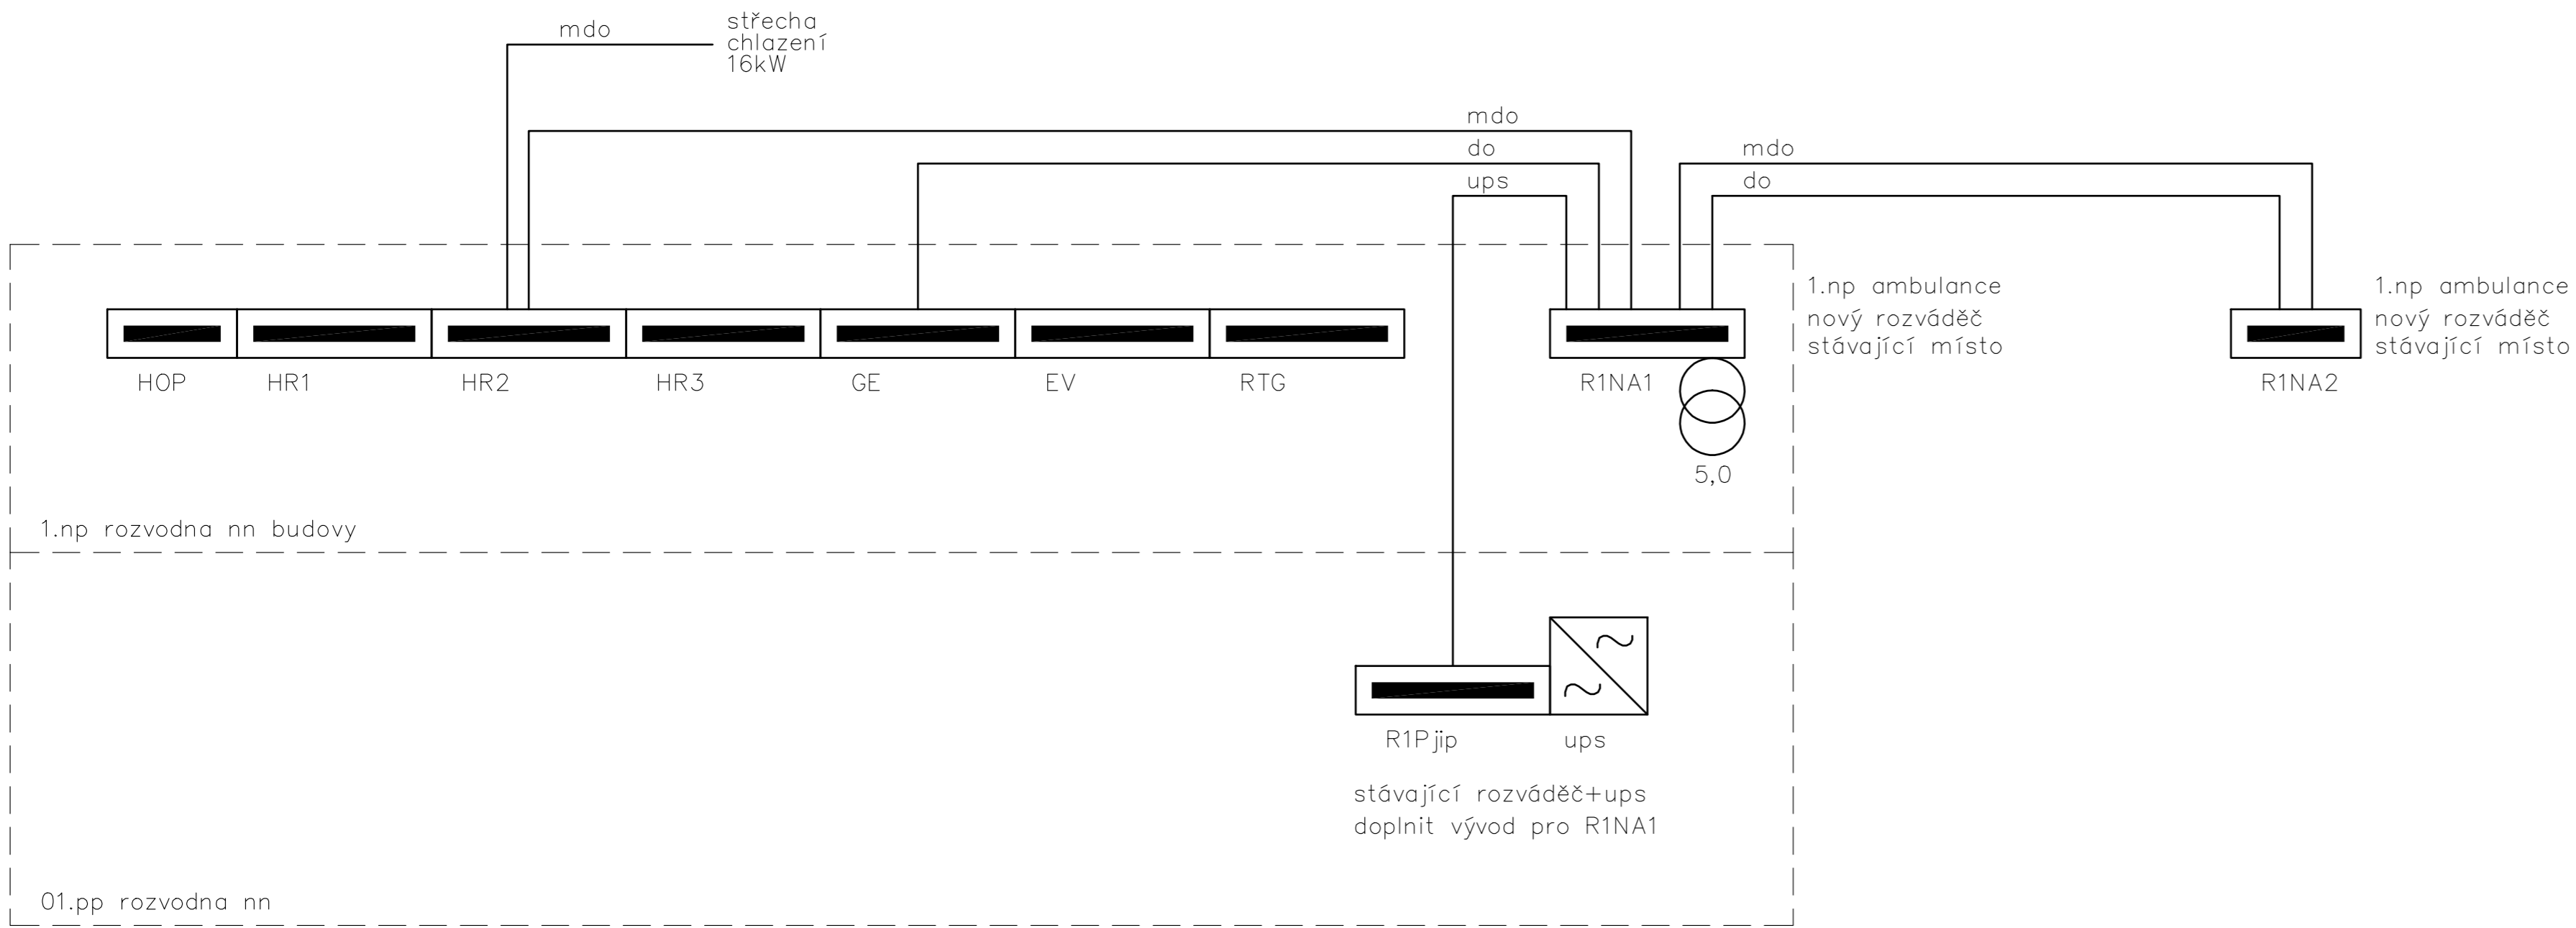 mdo
střecha
chlazení
16kW
mdo
do
ups
mdo
do
1.np ambulance
nový rozváděč
stávající místo
1.np ambulance
nový rozváděč
stávající místo
HOP
HR1
HR2
HR3
GE
EV
RTG
R1NA1
R1NA2
5,0
1.np rozvodna nn budovy
R1Pjip
ups
stávající rozváděč+ups
doplnit vývod pro R1NA1
01.pp rozvodna nn